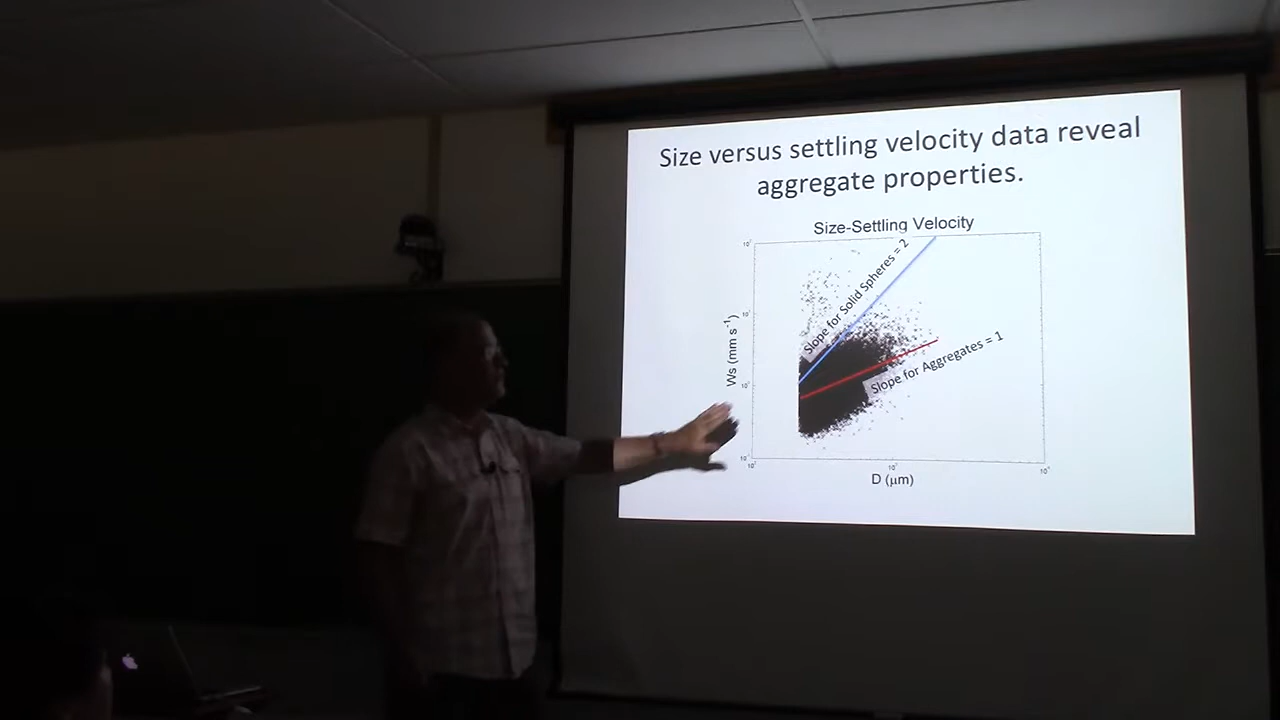 Size versus settling velocity data reveal
aggregate properties.
Size-Settling Velocity
Slope for Solid Spheres = 2
Slope for Aggregates = 1
Ws (mm s⁻¹)
D (μm)